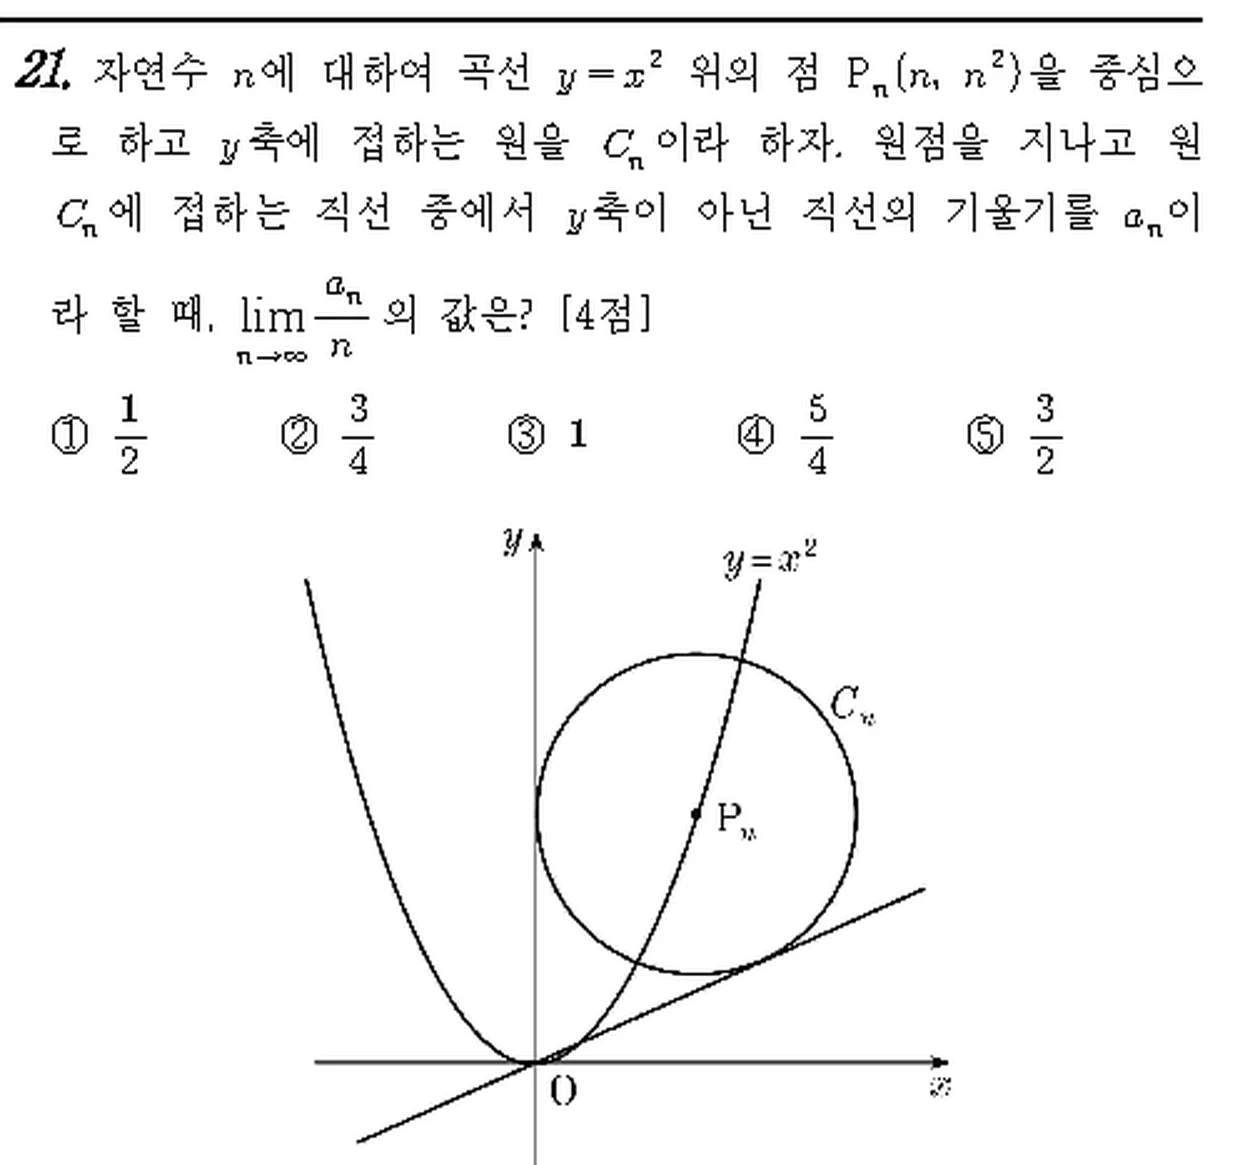 21. 자연수 n에 대하여 곡선 y=x² 위의 점 Pₙ(n, n²)을 중심으
로 하고 y축에 접하는 원을 Cₙ이라 하자. 원점을 지나고 원
Cₙ에 접하는 직선 중에서 y축이 아닌 직선의 기울기를 aₙ이
라 할 때, lim n→∞ aₙ/n 의 값은? [4점]
① 1/2 ② 3/4 ③ 1 ④ 5/4 ⑤ 3/2
y y=x²
Cₙ
Pₙ
O x